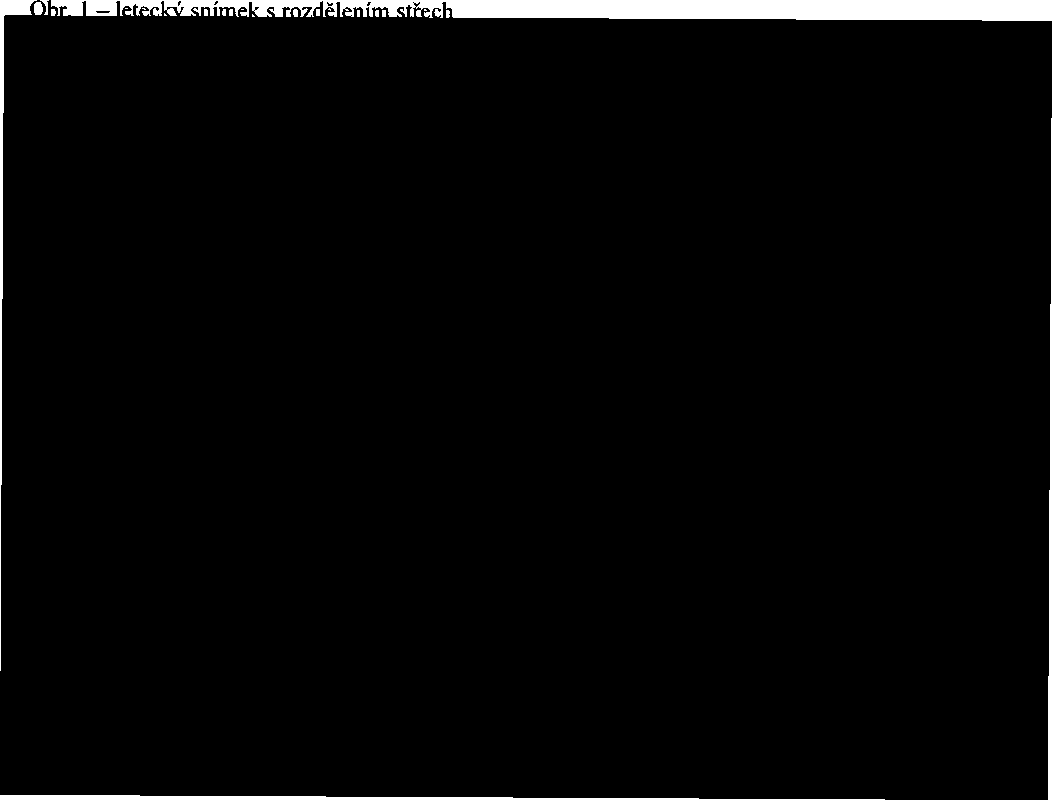 Obr. 1 – letecký snímek s rozdělením střech